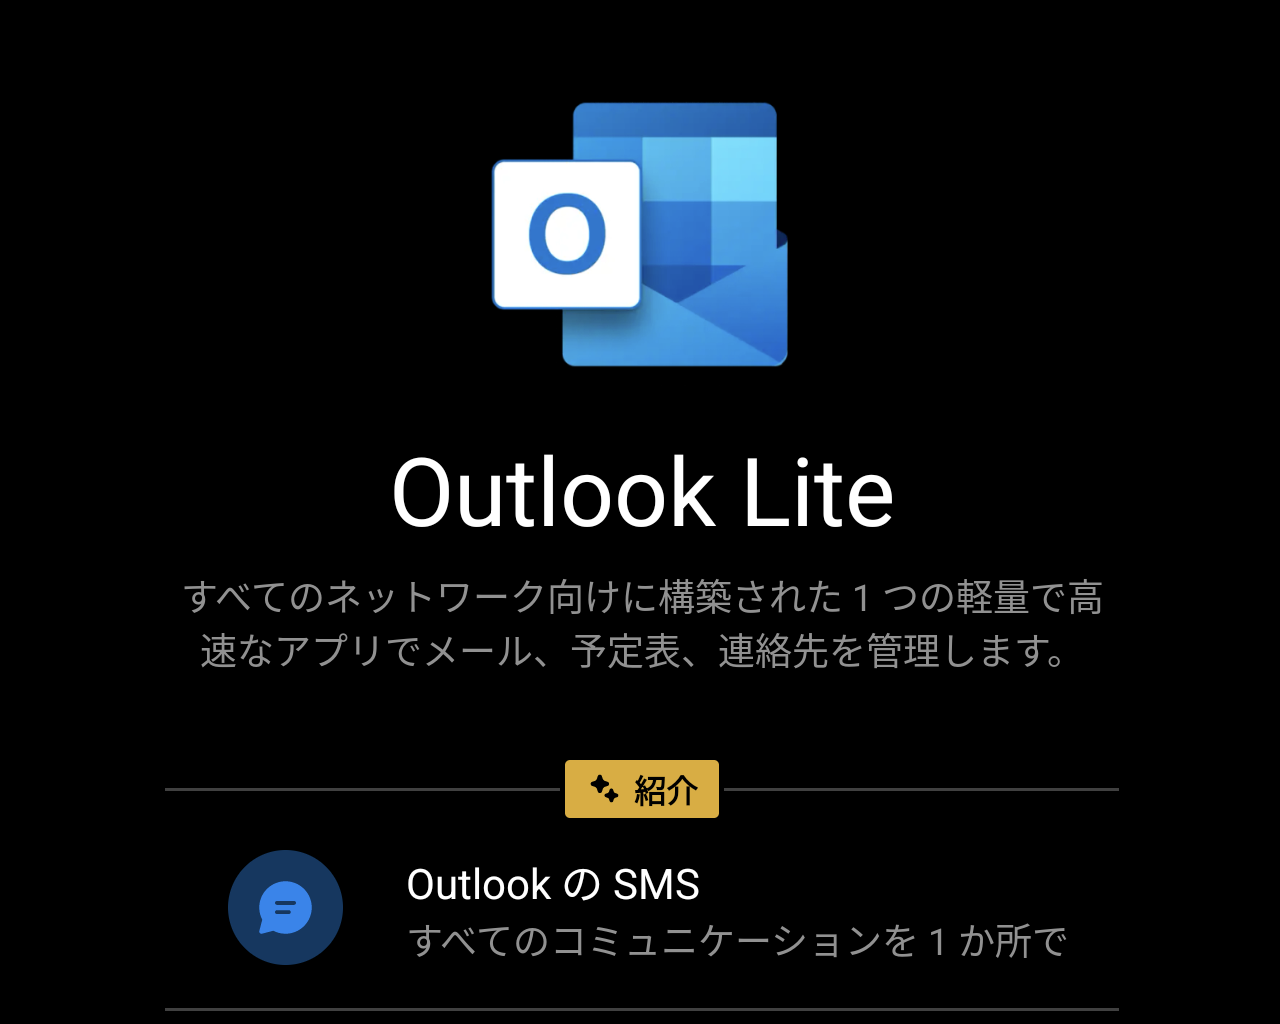 O
Outlook Lite
すべてのネットワーク向けに構築された 1 つの軽量で高
速なアプリでメール、予定表、連絡先を管理します。
紹介
Outlook の SMS
すべてのコミュニケーションを 1 か所で